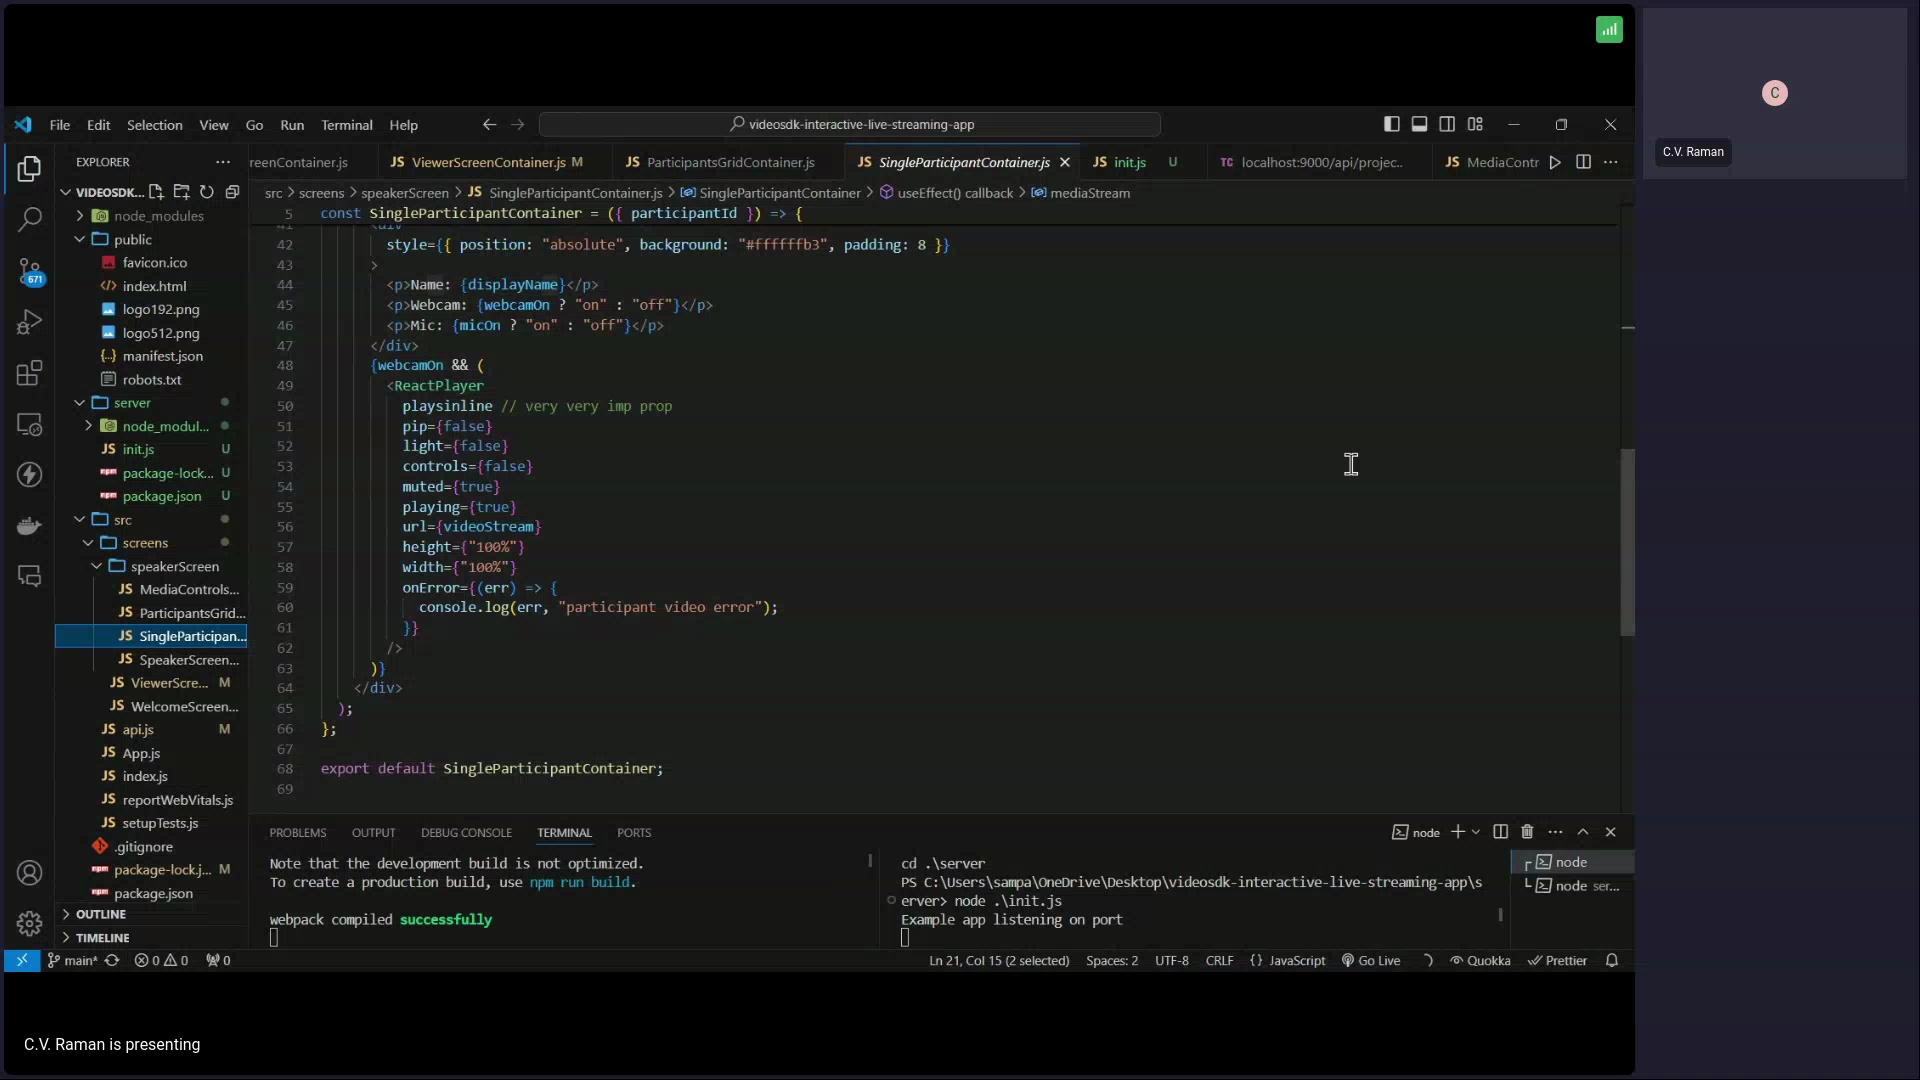 C
C.V. Raman
File Edit Selection View Go Run Terminal Help
videosdk-interactive-live-streaming-app
EXPLORER
reenContainer.js
ViewerScreenContainer.js M
ParticipantsGridContainer.js
SingleParticipantContainer.js
init.js U
TC localhost:9000/api/projec..
MediaContr
src > screens > speakerScreen > JS SingleParticipantContainer.js > SingleParticipantContainer > useEffect() callback > mediaStream
VIDEOSDK...
node_modules
public
favicon.ico
index.html
logo192.png
logo512.png
manifest.json
robots.txt
server
node_modul...
init.js U
package-lock... U
package.json U
src
screens
speakerScreen
MediaControls...
ParticipantsGrid...
SingleParticipan...
SpeakerScreen...
ViewerScre... M
WelcomeScreen...
api.js M
App.js
index.js
reportWebVitals.js
setupTests.js
.gitignore
package-lock.j... M
package.json
OUTLINE
TIMELINE
671
5 const SingleParticipantContainer = ({ participantId }) => {
41 <div
42 style={{ position: "absolute", background: "#ffffffb3", padding: 8 }}
43 >
44 <p>Name: {displayName}</p>
45 <p>Webcam: {webcamOn ? "on" : "off"}</p>
46 <p>Mic: {micOn ? "on" : "off"}</p>
47 </div>
48 {webcamOn && (
49 <ReactPlayer
50 playsinline // very very imp prop
51 pip={false}
52 light={false}
53 controls={false}
54 muted={true}
55 playing={true}
56 url={videoStream}
57 height={"100%"}
58 width={"100%"}
59 onError={(err) => {
60 console.log(err, "participant video error");
61 }}
62 />
63 )}
64 </div>
65 );
66 };
67
68 export default SingleParticipantContainer;
69
PROBLEMS OUTPUT DEBUG CONSOLE TERMINAL PORTS
node
Note that the development build is not optimized.
To create a production build, use npm run build.
webpack compiled successfully
cd .\server
PS C:\Users\sampa\OneDrive\Desktop\videosdk-interactive-live-streaming-app\s
erver> node .\init.js
Example app listening on port
node
node ser...
main* 0 0 0
Ln 21, Col 15 (2 selected) Spaces: 2 UTF-8 CRLF {} JavaScript Go Live Quokka Prettier
C.V. Raman is presenting